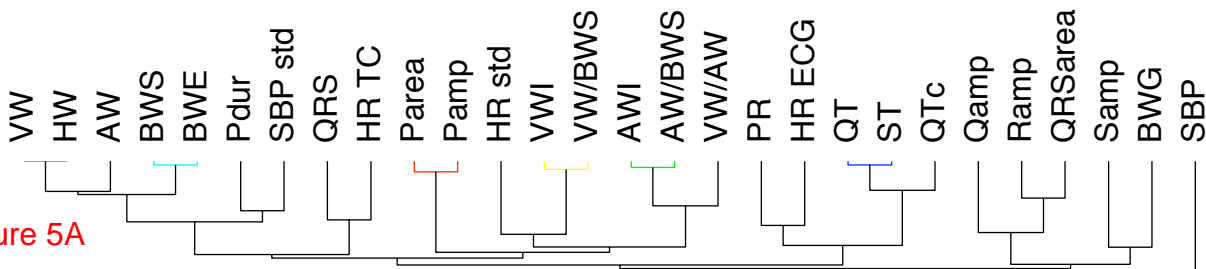 VW
HW
AW
BWS
BWE
Pdur
SBP std
QRS
HR TC
Parea
Pamp
HR std
VWI
VW/BWS
AWI
AW/BWS
VW/AW
PR
HR ECG
QT
ST
QTc
Qamp
Ramp
QRSarea
Samp
BWG
SBP
ure 5A